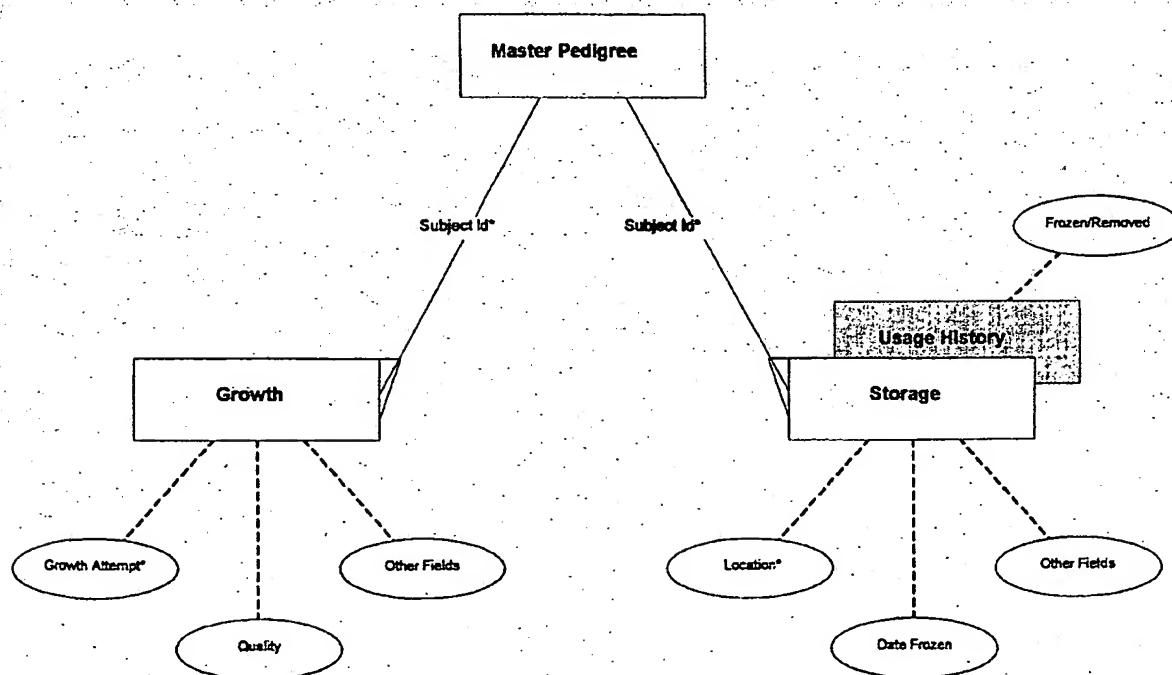 Master Pedigree
Subject Id*
Subject Id*
Frozen/Removed
Usage History
Growth
Storage
Growth Attempt*
Other Fields
Location*
Other Fields
Quality
Date Frozen